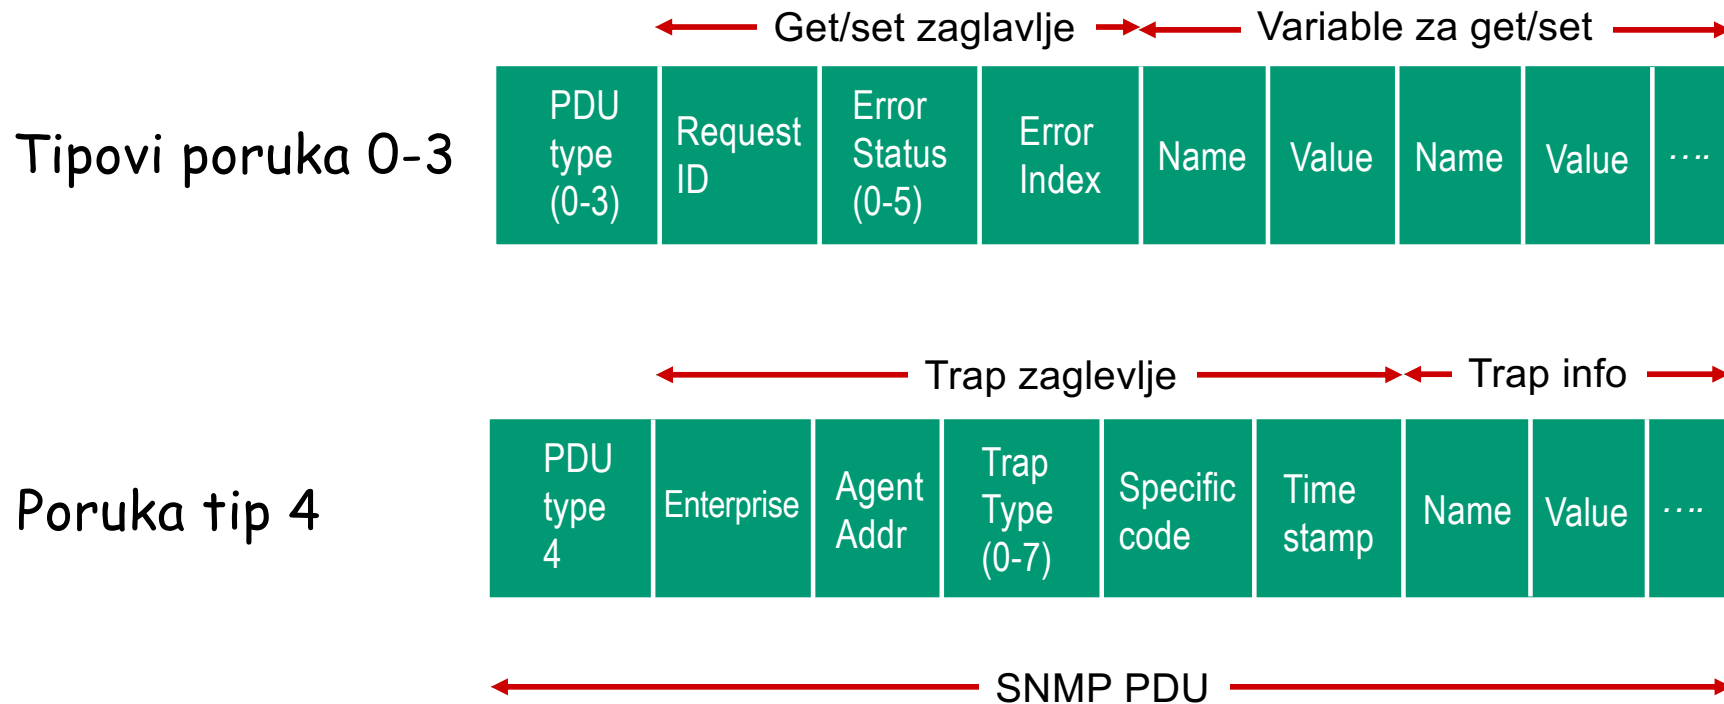 Get/set zaglavlje
Variable za get/set
Tipovi poruka 0-3
PDU
type
(0-3)
Request
ID
Error
Status
(0-5)
Error
Index
Name
Value
Name
Value
....
Trap zaglevlje
Trap info
Poruka tip 4
PDU
type
4
Enterprise
Agent
Addr
Trap
Type
(0-7)
Specific
code
Time
stamp
Name
Value
....
SNMP PDU